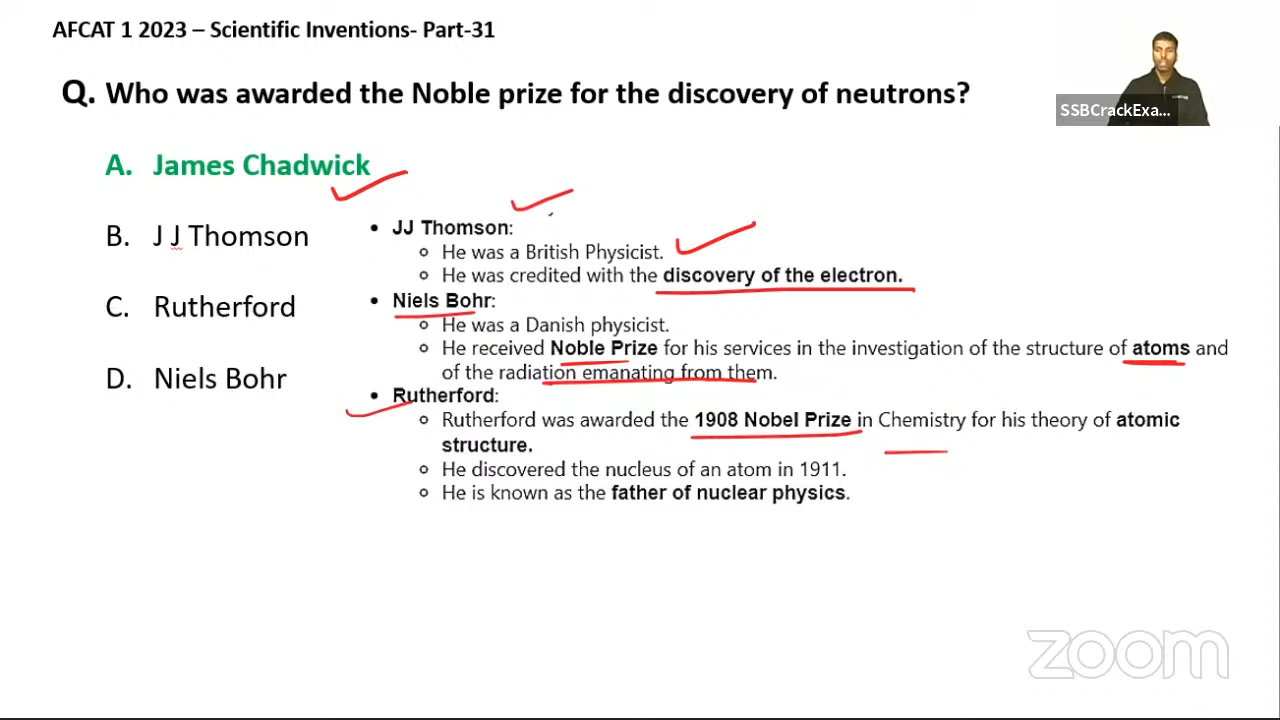 AFCAT 1 2023 – Scientific Inventions- Part-31
Q. Who was awarded the Noble prize for the discovery of neutrons?
SSBCrackExa...
A. James Chadwick
B. J J Thomson
C. Rutherford
D. Niels Bohr
• JJ Thomson:
○ He was a British Physicist.
○ He was credited with the discovery of the electron.
• Niels Bohr:
○ He was a Danish physicist.
○ He received Noble Prize for his services in the investigation of the structure of atoms and
of the radiation emanating from them.
• Rutherford:
○ Rutherford was awarded the 1908 Nobel Prize in Chemistry for his theory of atomic
structure.
○ He discovered the nucleus of an atom in 1911.
○ He is known as the father of nuclear physics.
zoom